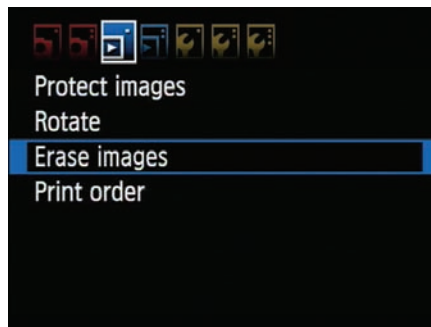 Protect images
Rotate
Erase images
Print order